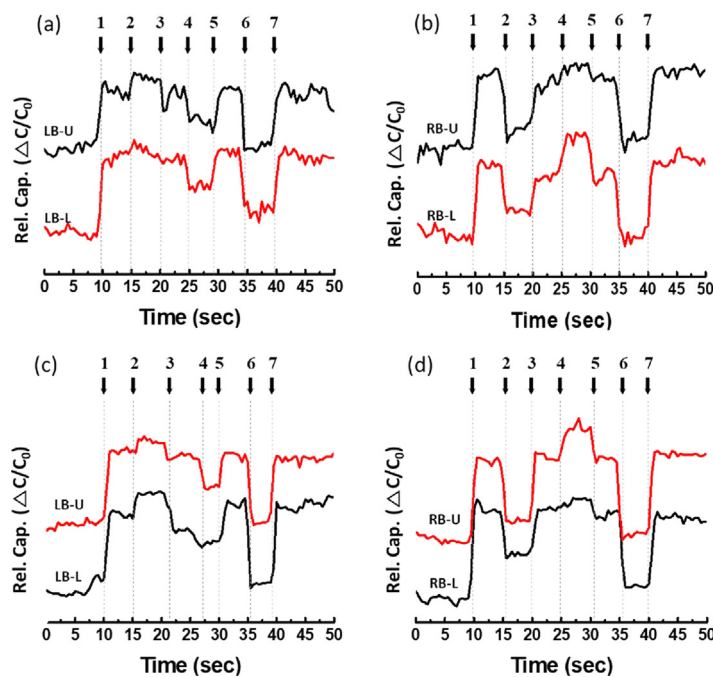 (a)
1 2 3 4 5 6 7
LB-U
LB-L
Rel. Cap. (△C/C₀)
0 5 10 15 20 25 30 35 40 45 50
Time (sec)
(b)
1 2 3 4 5 6 7
RB-U
RB-L
Rel. Cap. (△C/C₀)
0 5 10 15 20 25 30 35 40 45 50
Time (sec)
(c)
1 2 3 4 5 6 7
LB-U
LB-L
Rel. Cap. (△C/C₀)
0 5 10 15 20 25 30 35 40 45 50
Time (sec)
(d)
1 2 3 4 5 6 7
RB-U
RB-L
Rel. Cap. (△C/C₀)
0 5 10 15 20 25 30 35 40 45 50
Time (sec)